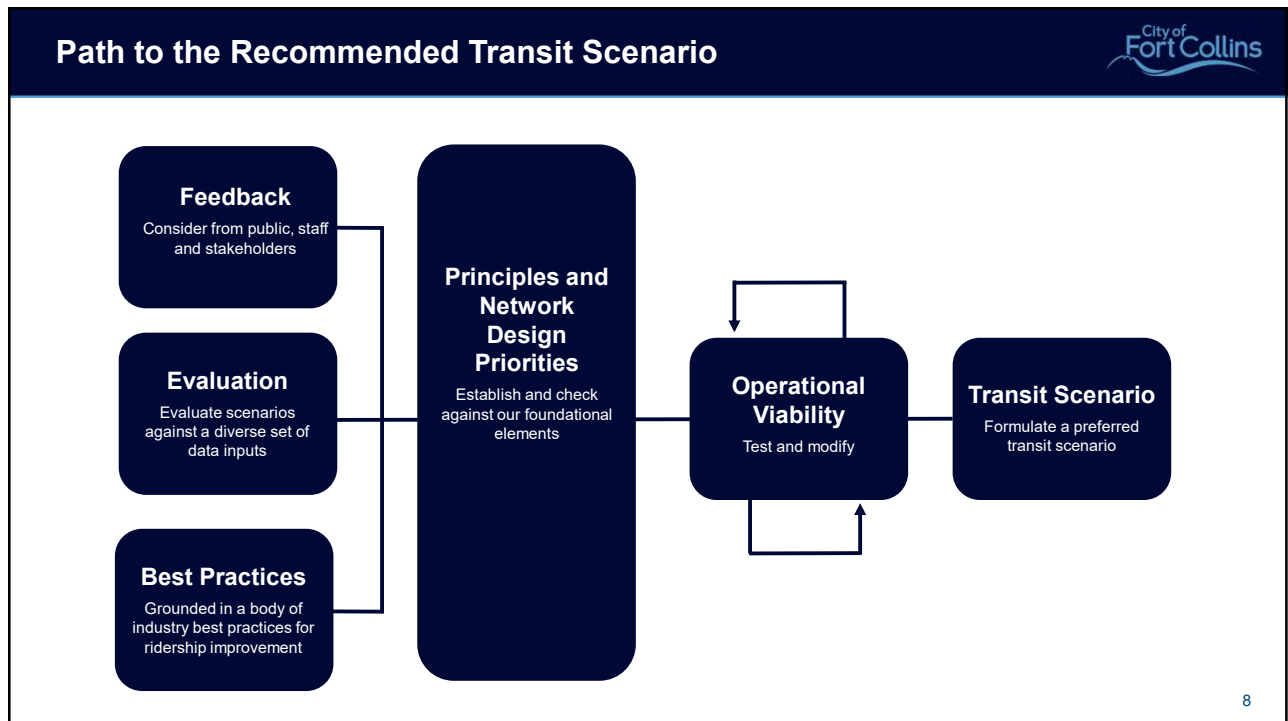 Path to the Recommended Transit Scenario
City of
Fort Collins
Feedback
Consider from public, staff
and stakeholders
Evaluation
Evaluate scenarios
against a diverse set of
data inputs
Best Practices
Grounded in a body of
industry best practices for
ridership improvement
Principles and
Network
Design
Priorities
Establish and check
against our foundational
elements
Operational
Viability
Test and modify
Transit Scenario
Formulate a preferred
transit scenario
8